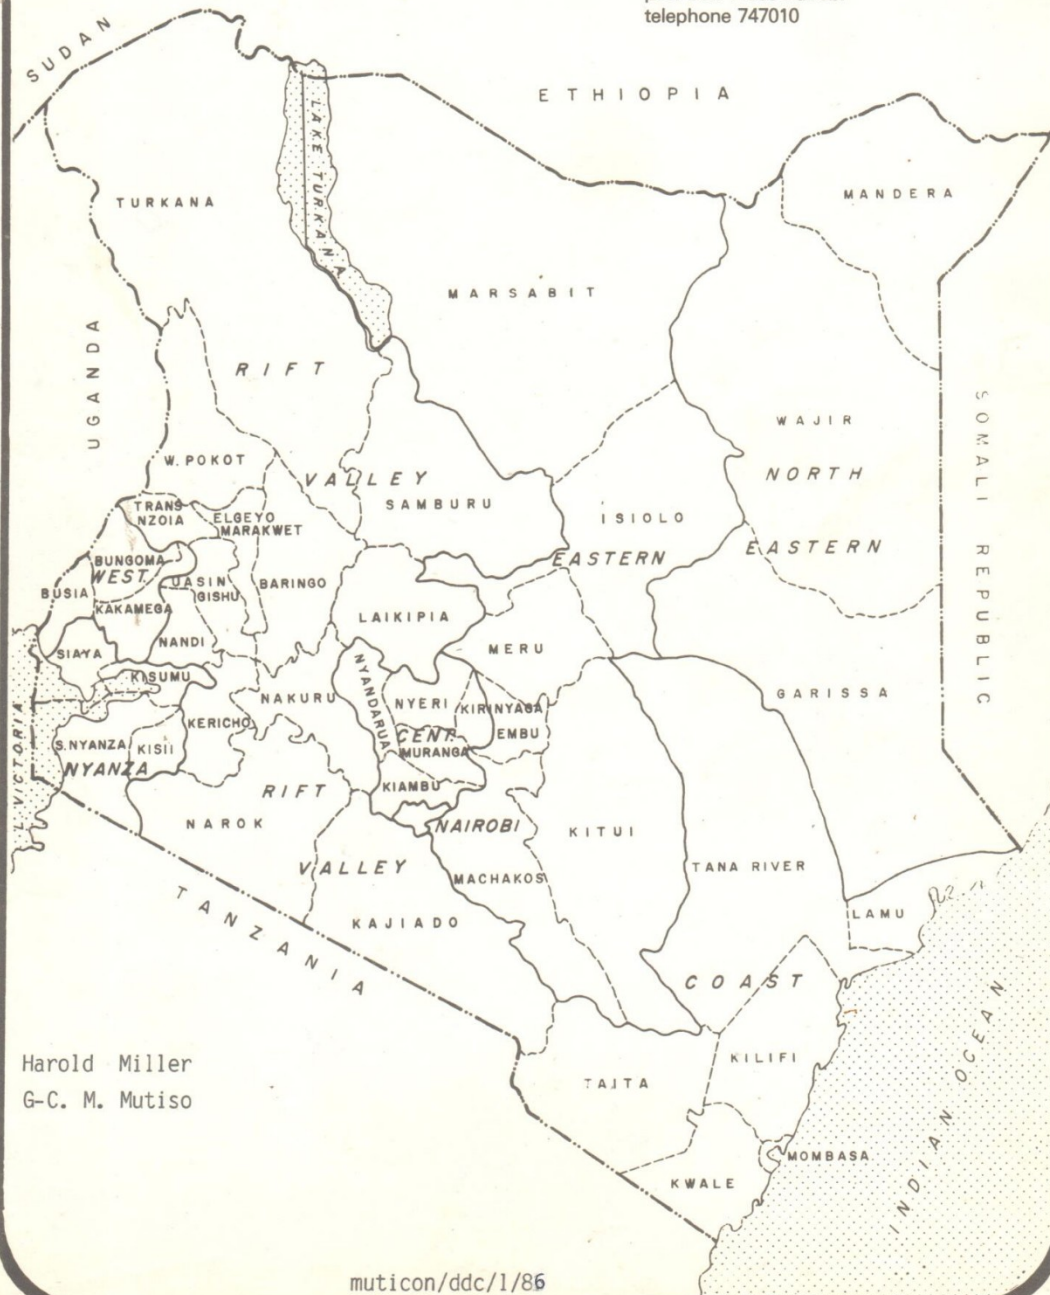 telephone 747010
SUDAN
ETHIOPIA
LAKE TURKANA
TURKANA
MANDERA
MARSABIT
UGANDA
RIFT
VALLEY
SOMALI REPUBLIC
WAJIR
NORTH
EASTERN
W. POKOT
SAMBURU
ISIOLO
EASTERN
TRANS
NZOIA
ELGEYO
MARAKWET
BUNGOMA
WEST.
UASIN
GISHU
BARINGO
BUSIA
KAKAMEGA
LAIKIPIA
NANDI
SIAYA
MERU
KISUMU
NAKURU
NYANDARUA
NYERI
KIRINYAGA
GARISSA
KERICHO
CENT.
EMBU
MURANGA
S. NYANZA
KISII
NYANZA
L. VICTORIA
KIAMBU
RIFT
VALLEY
NAROK
NAIROBI
KITUI
MACHAKOS
TANA RIVER
KAJIADO
LAMU
TANZANIA
COAST
INDIAN OCEAN
KILIFI
TAITA
MOMBASA
KWALE
Harold Miller
G-C. M. Mutiso
muticon/ddc/1/86